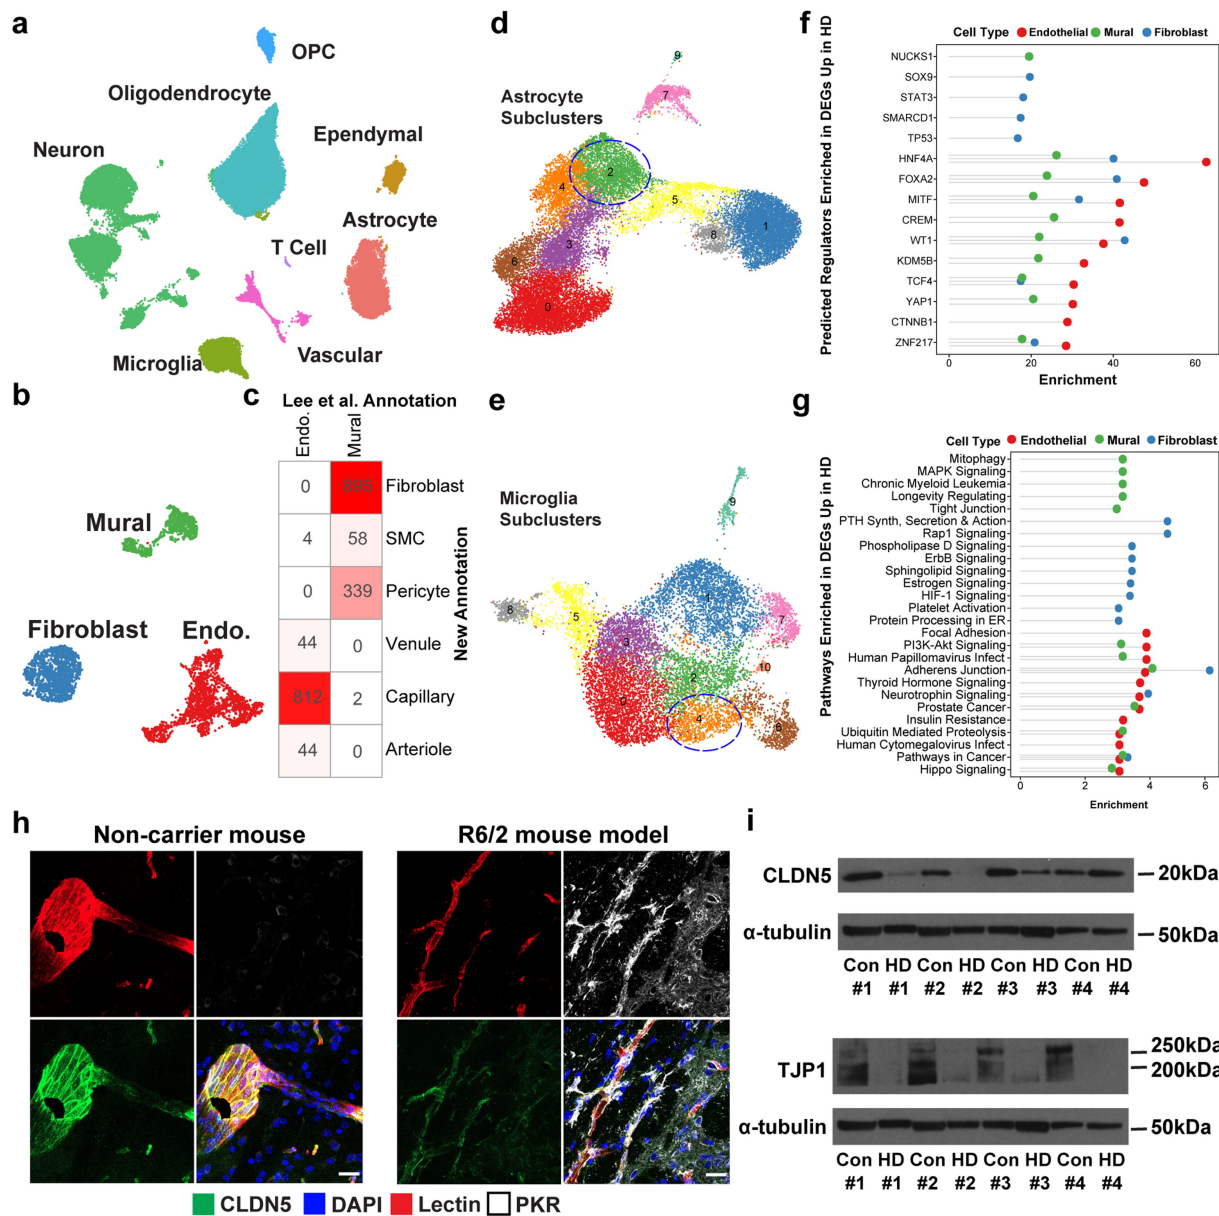 a
OPC
Oligodendrocyte
Neuron
Ependymal
Astrocyte
T Cell
Microglia
Vascular
b
Mural
Fibroblast
Endo.
c
Lee et al. Annotation
Endo.
Mural
0
895
Fibroblast
4
58
SMC
0
339
Pericyte
44
0
Venule
812
2
Capillary
44
0
Arteriole
New Annotation
d
Astrocyte
Subclusters
9
7
2
4
5
1
8
3
6
0
e
Microglia
Subclusters
9
1
8
5
7
3
10
2
0
4
6
f
Cell Type Endothelial Mural Fibroblast
Predicted Regulators Enriched in DEGs Up in HD
NUCKS1
SOX9
STAT3
SMARCD1
TP53
HNF4A
FOXA2
MITF
CREM
WT1
KDM5B
TCF4
YAP1
CTNNB1
ZNF217
0 20 40 60
Enrichment
g
Cell Type Endothelial Mural Fibroblast
Pathways Enriched in DEGs Up in HD
Mitophagy
MAPK Signaling
Chronic Myeloid Leukemia
Longevity Regulating
Tight Junction
PTH Synth, Secretion & Action
Rap1 Signaling
Phospholipase D Signaling
ErbB Signaling
Sphingolipid Signaling
Estrogen Signaling
HIF-1 Signaling
Platelet Activation
Protein Processing in ER
Focal Adhesion
PI3K-Akt Signaling
Human Papillomavirus Infect
Adherens Junction
Thyroid Hormone Signaling
Neurotrophin Signaling
Prostate Cancer
Insulin Resistance
Ubiquitin Mediated Proteolysis
Human Cytomegalovirus Infect
Pathways in Cancer
Hippo Signaling
0 2 4 6
Enrichment
h
Non-carrier mouse
R6/2 mouse model
CLDN5 DAPI Lectin PKR
i
CLDN5
20kDa
α-tubulin
50kDa
Con HD Con HD Con HD Con HD
#1 #1 #2 #2 #3 #3 #4 #4
TJP1
250kDa
200kDa
α-tubulin
50kDa
Con HD Con HD Con HD Con HD
#1 #1 #2 #2 #3 #3 #4 #4